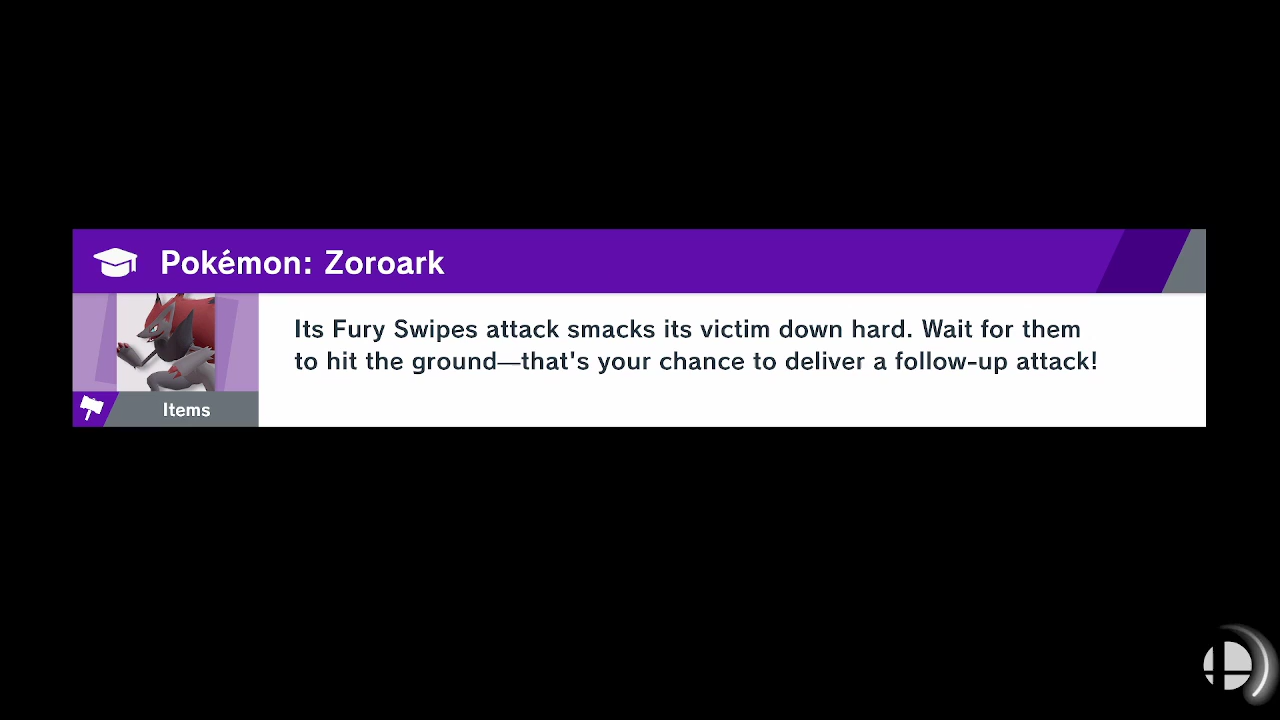 Pokémon: Zoroark
Its Fury Swipes attack smacks its victim down hard. Wait for them
to hit the ground—that's your chance to deliver a follow-up attack!
Items